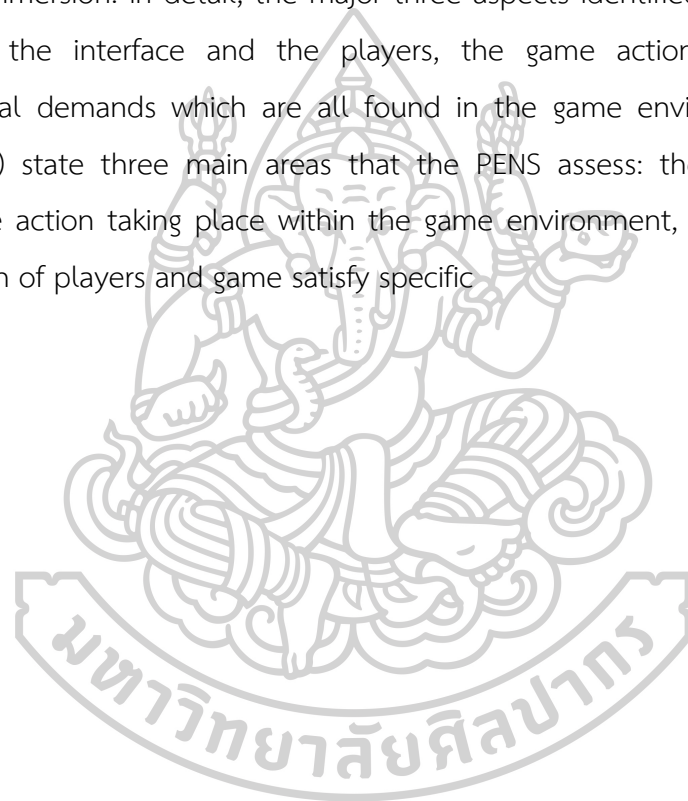 mmersion. In detail, the major three aspects identified
the interface and the players, the game action
al demands which are all found in the game envi
) state three main areas that the PENS assess: the
e action taking place within the game environment,
n of players and game satisfy specific
มหาวิทยาลัยศิลปากร